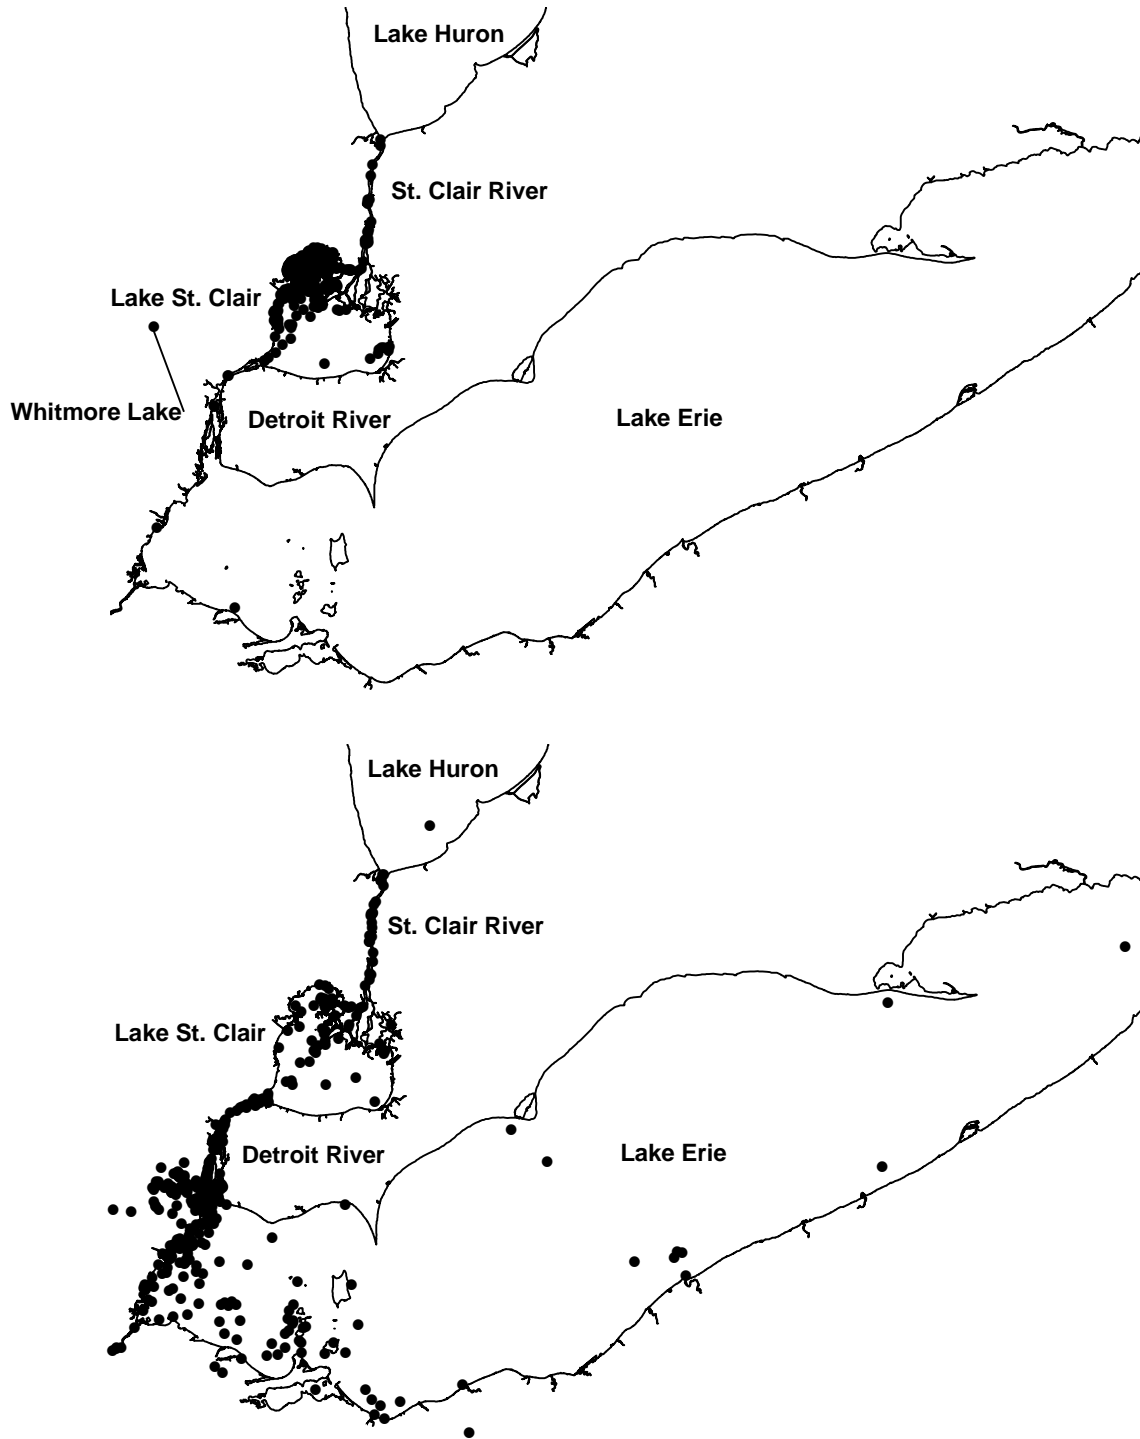 Lake Huron
St. Clair River
Lake St. Clair
Whitmore Lake
Detroit River
Lake Erie
Lake Huron
St. Clair River
Lake St. Clair
Detroit River
Lake Erie